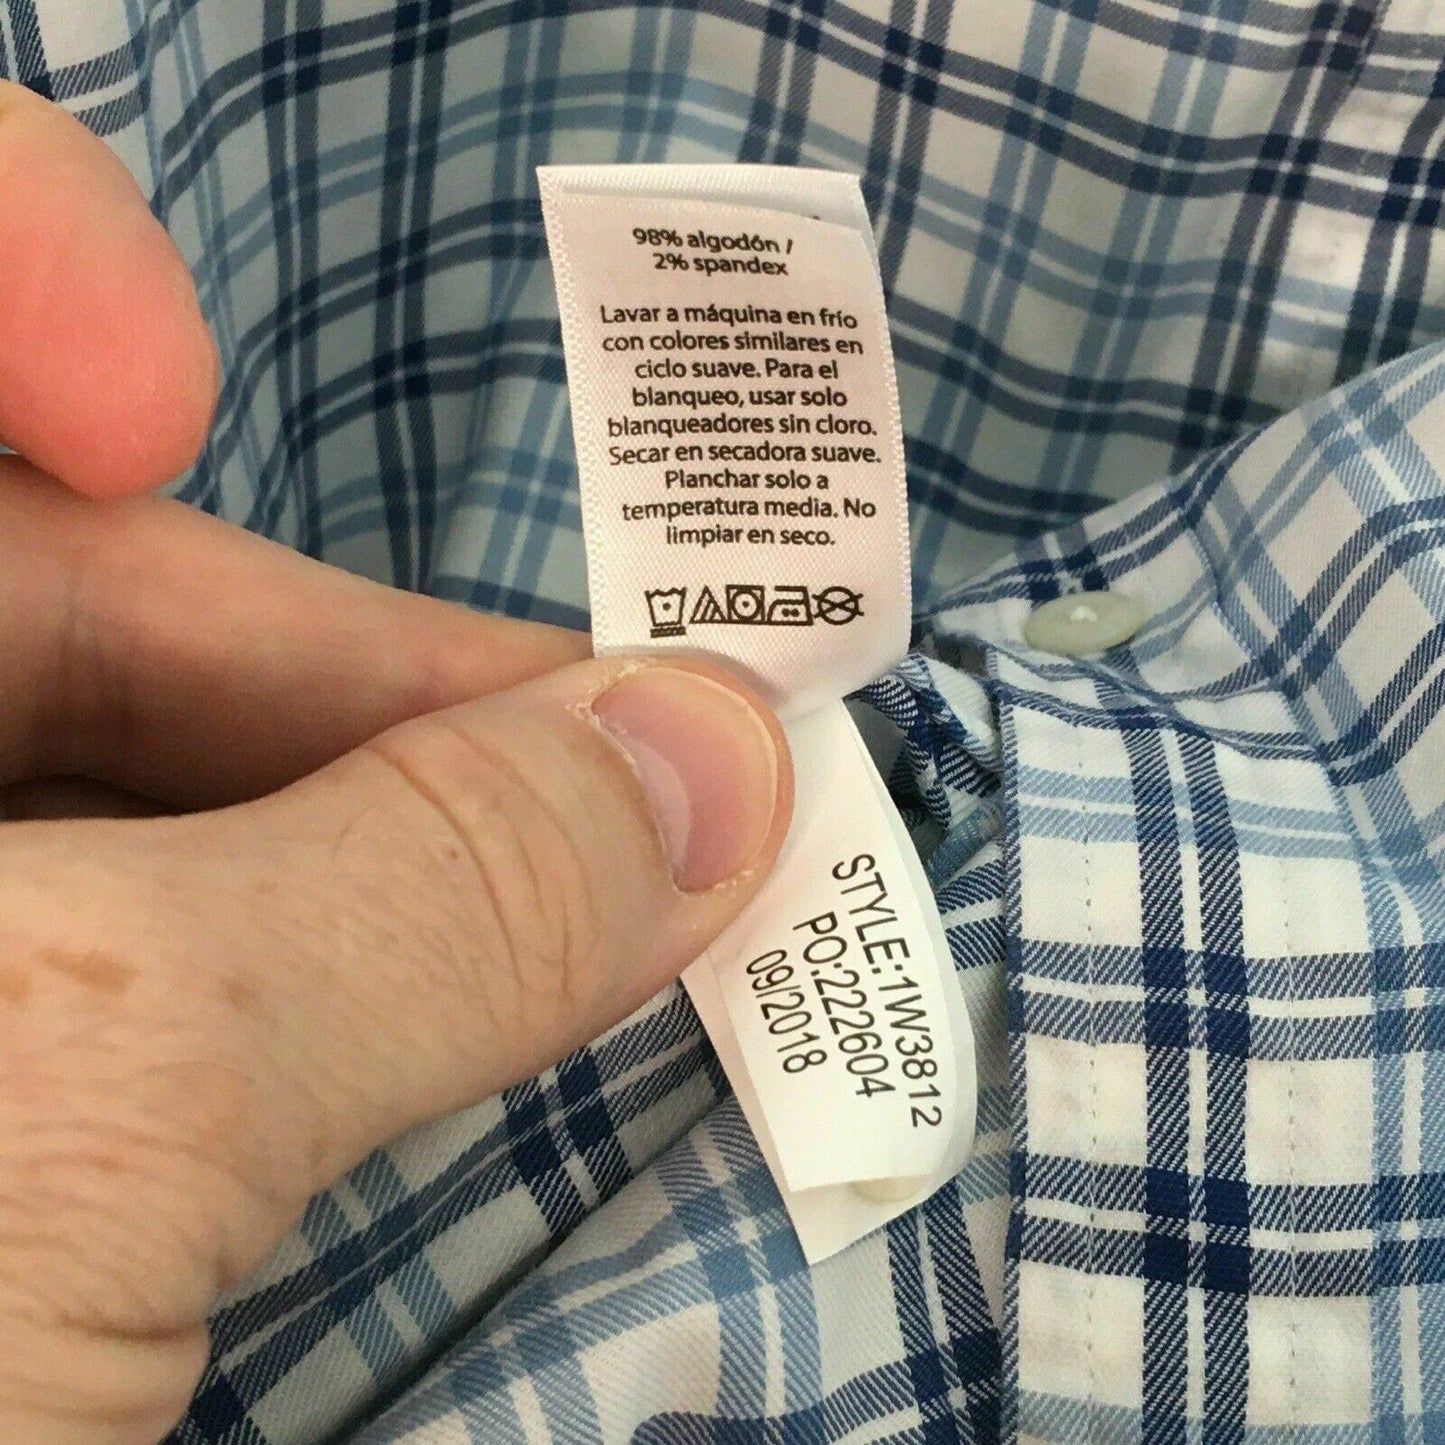 98% algodón /
2% spandex
Lavar a máquina en frío
con colores similares en
ciclo suave. Para el
blanqueo, usar solo
blanqueadores sin cloro.
Secar en secadora suave.
Planchar solo a
temperatura media. No
limpiar en seco.
STYLE:1W3812
PO:222604
09/2018